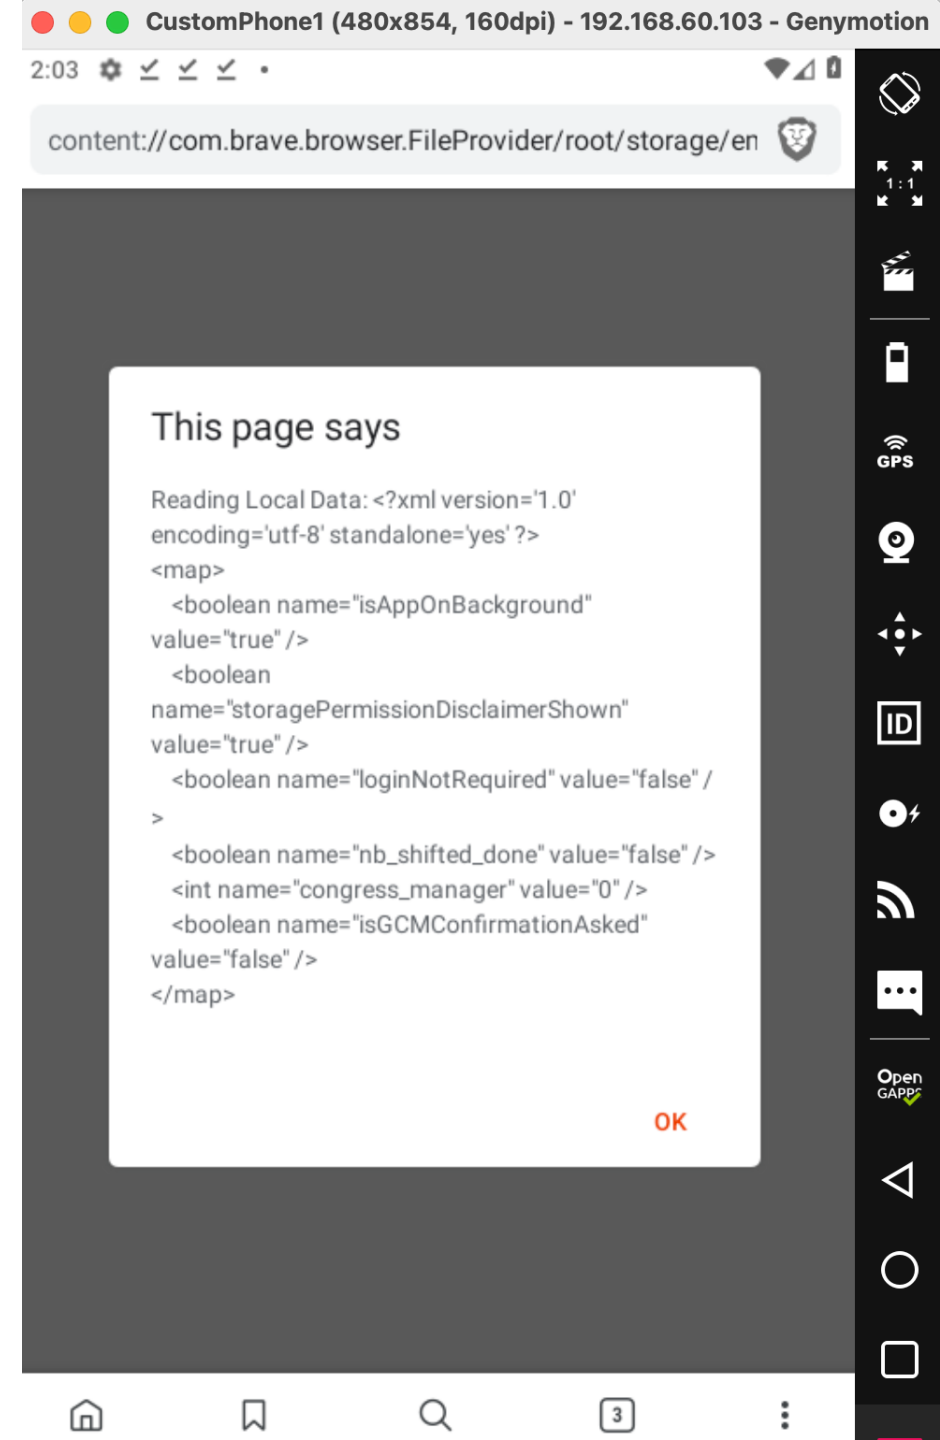 CustomPhone1 (480x854, 160dpi) - 192.168.60.103 - Genymotion
2:03
content://com.brave.browser.FileProvider/root/storage/en
1:1
This page says
Reading Local Data: <?xml version='1.0'
encoding='utf-8' standalone='yes' ?>
<map>
<boolean name="isAppOnBackground"
value="true" />
<boolean
name="storagePermissionDisclaimerShown"
value="true" />
<boolean name="loginNotRequired" value="false" /
>
<boolean name="nb_shifted_done" value="false" />
<int name="congress_manager" value="0" />
<boolean name="isGCMConfirmationAsked"
value="false" />
</map>
OK
GPS
ID
Open
GAPPS
3